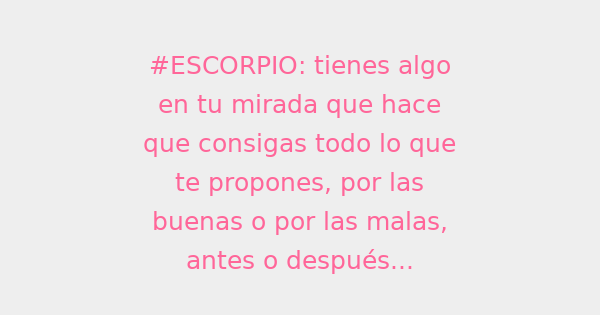 #ESCORPIO: tienes algo
en tu mirada que hace
que consigas todo lo que
te propones, por las
buenas o por las malas,
antes o después...